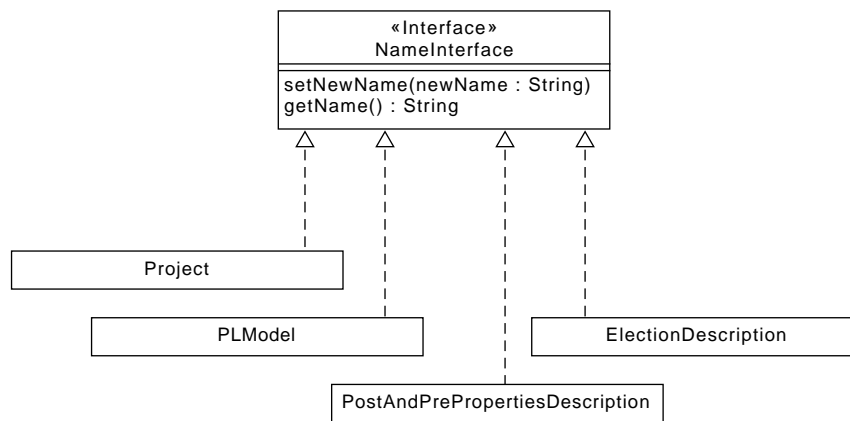 «Interface»
NameInterface
setNewName(newName : String)
getName() : String
Project
PLModel
ElectionDescription
PostAndPrePropertiesDescription